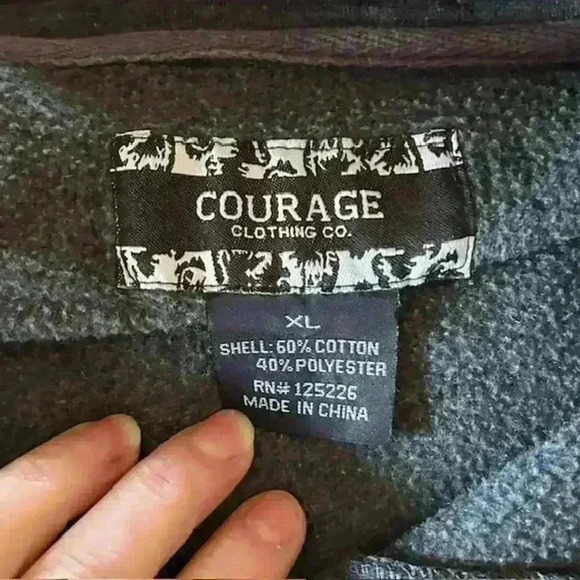 COURAGE
CLOTHING CO.
XL
SHELL: 60% COTTON
40% POLYESTER
RN# 125226
MADE IN CHINA